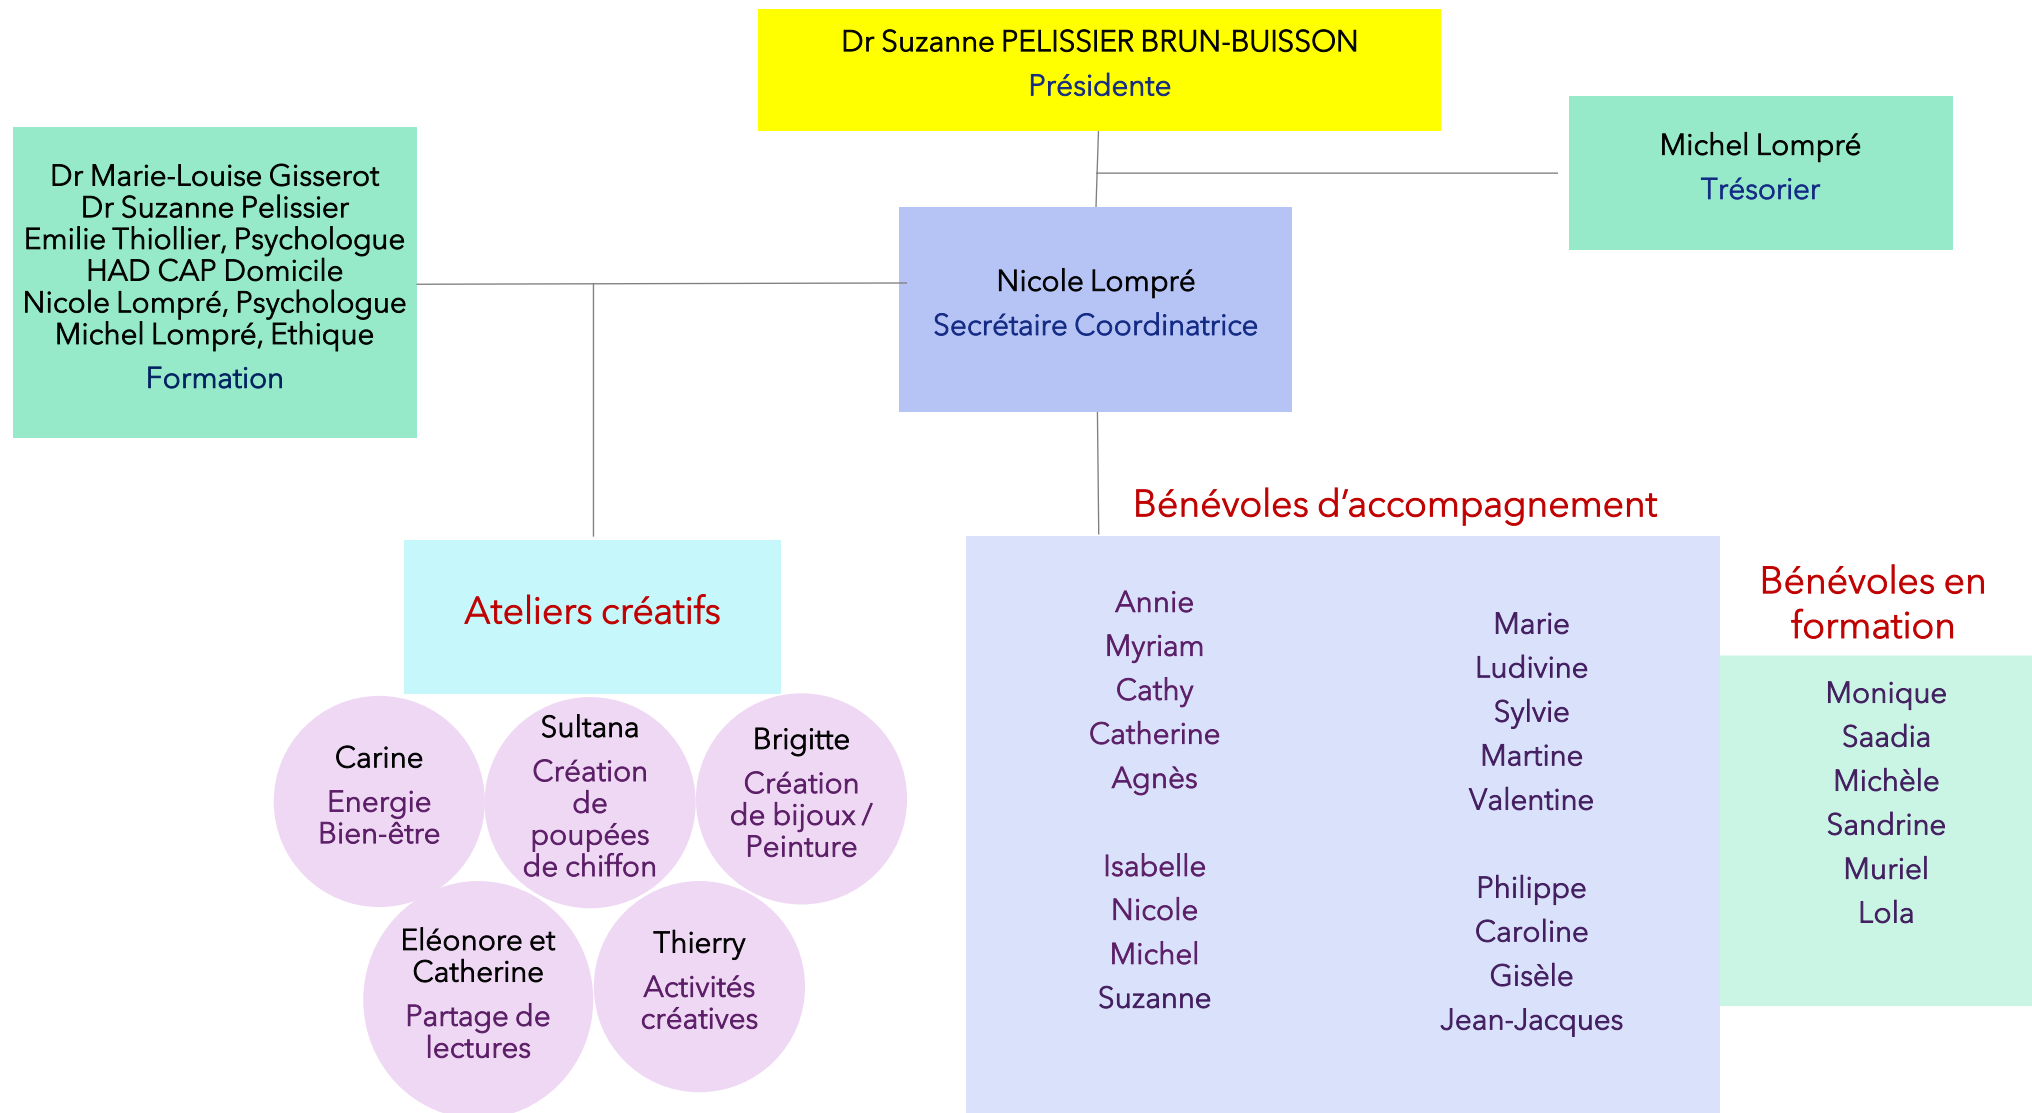 Dr Suzanne PELISSIER BRUN-BUISSON
Présidente
Michel Lompré
Trésorier
Dr Marie-Louise Gisserot
Dr Suzanne Pelissier
Emilie Thiollier, Psychologue
HAD CAP Domicile
Nicole Lompré, Psychologue
Michel Lompré, Ethique
Formation
Nicole Lompré
Secrétaire Coordinatrice
Ateliers créatifs
Carine
Energie
Bien-être
Sultana
Création
de
poupées
de chiffon
Brigitte
Création
de bijoux /
Peinture
Eléonore et
Catherine
Partage de
lectures
Thierry
Activités
créatives
Bénévoles d’accompagnement
Annie
Myriam
Cathy
Catherine
Agnès
Isabelle
Nicole
Michel
Suzanne
Marie
Ludivine
Sylvie
Martine
Valentine
Philippe
Caroline
Gisèle
Jean-Jacques
Bénévoles en
formation
Monique
Saadia
Michèle
Sandrine
Muriel
Lola